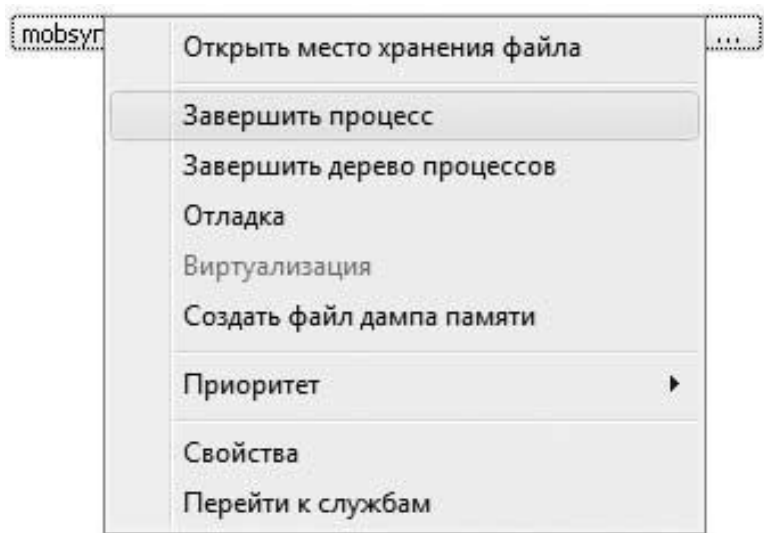 mobsyn
Открыть место хранения файла
...
Завершить процесс
Завершить дерево процессов
Отладка
Виртуализация
Создать файл дампа памяти
Приоритет
Свойства
Перейти к службам